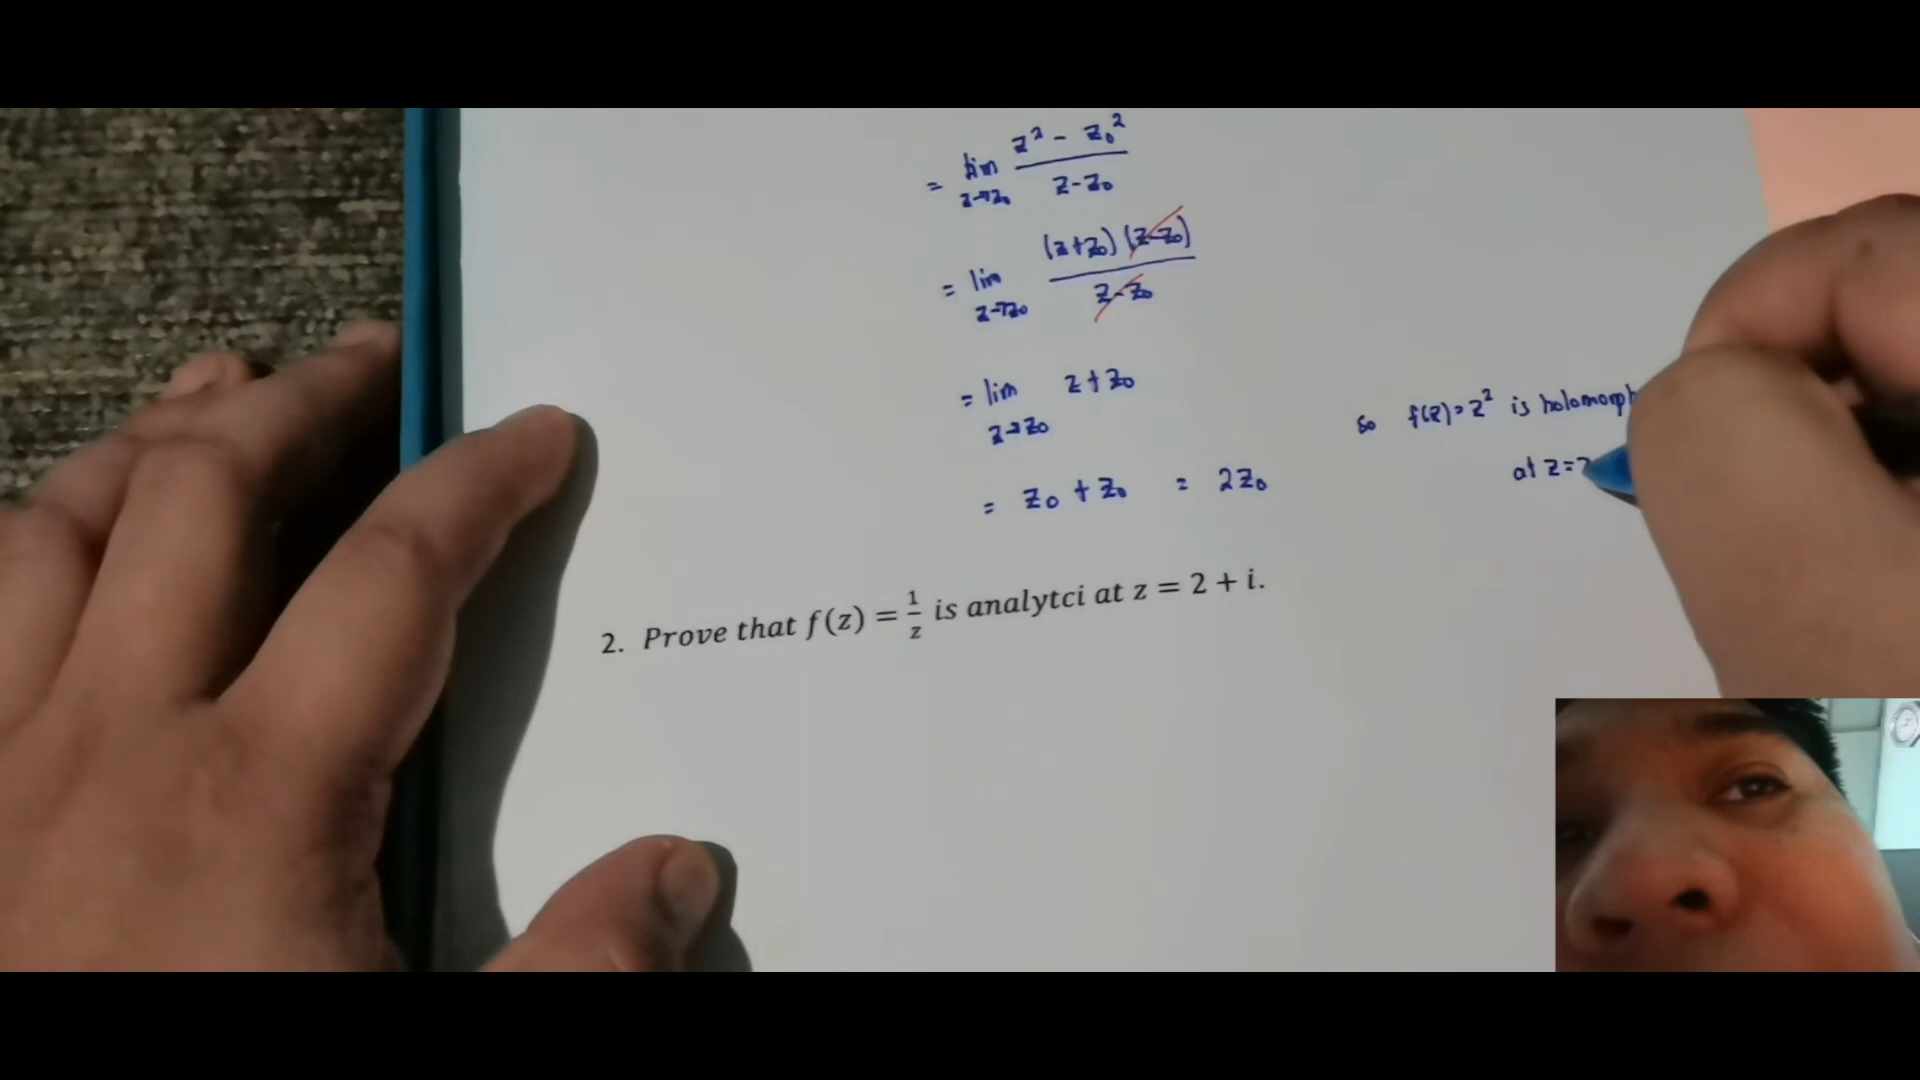 = lim z² - z₀² / z - z₀
z→z₀
= lim (z+z₀)(z-z₀) / z-z₀
z→z₀
= lim z+z₀
z→z₀
= z₀ + z₀ = 2z₀
so f(z)=z² is holomorph
at z=z
2. Prove that f(z) = 1/z is analytci at z = 2 + i.